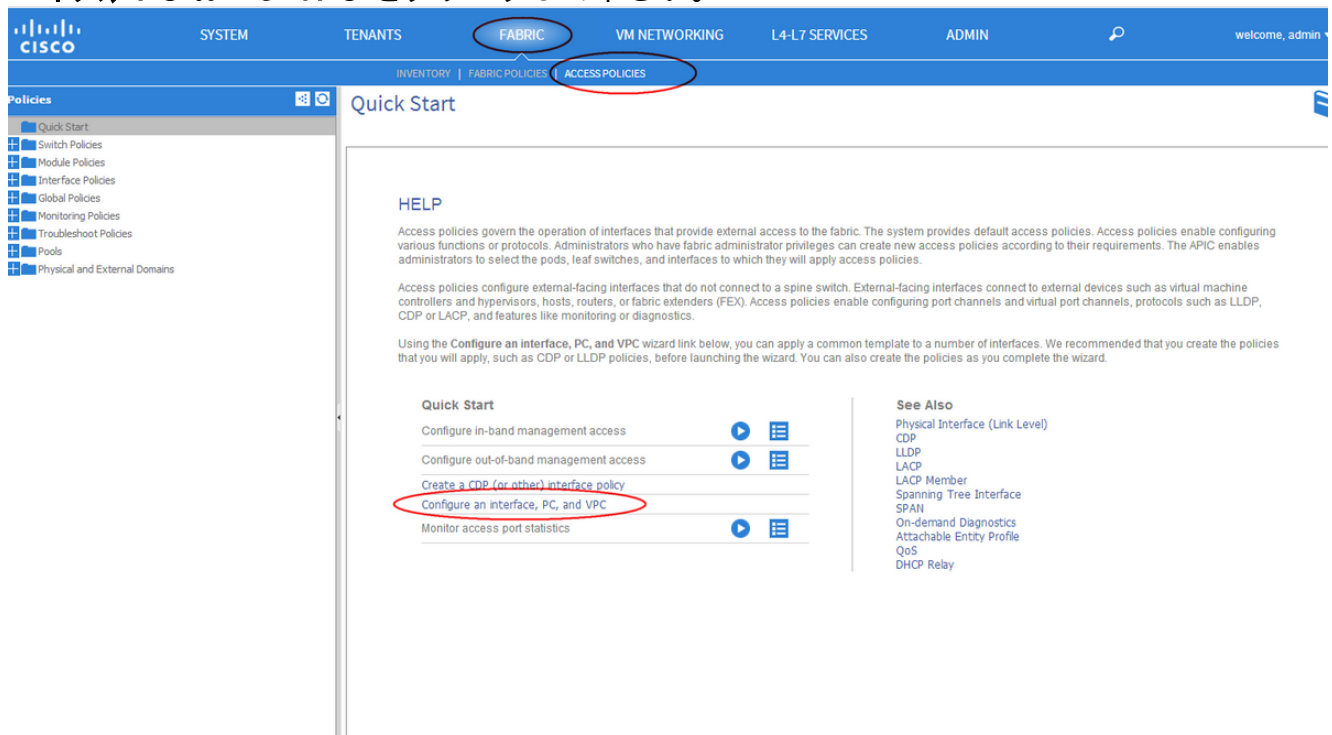 CISCO
SYSTEM
TENANTS
FABRIC
VM NETWORKING
L4-L7 SERVICES
ADMIN
welcome, admin
INVENTORY | FABRIC POLICIES | ACCESS POLICIES
Policies
Quick Start
Switch Policies
Module Policies
Interface Policies
Global Policies
Monitoring Policies
Troubleshoot Policies
Pools
Physical and External Domains
Quick Start
HELP
Access policies govern the operation of interfaces that provide external access to the fabric. The system provides default access policies. Access policies enable configuring
various functions or protocols. Administrators who have fabric administrator privileges can create new access policies according to their requirements. The APIC enables
administrators to select the pods, leaf switches, and interfaces to which they will apply access policies.
Access policies configure external-facing interfaces that do not connect to a spine switch. External-facing interfaces connect to external devices such as virtual machine
controllers and hypervisors, hosts, routers, or fabric extenders (FEX). Access policies enable configuring port channels and virtual port channels, protocols such as LLDP,
CDP or LACP, and features like monitoring or diagnostics.
Using the Configure an interface, PC, and VPC wizard link below, you can apply a common template to a number of interfaces. We recommended that you create the policies
that you will apply, such as CDP or LLDP policies, before launching the wizard. You can also create the policies as you complete the wizard.
Quick Start
Configure in-band management access
Configure out-of-band management access
Create a CDP (or other) interface policy
Configure an interface, PC, and VPC
Monitor access port statistics
See Also
Physical Interface (Link Level)
CDP
LLDP
LACP
LACP Member
Spanning Tree Interface
SPAN
On-demand Diagnostics
Attachable Entity Profile
QoS
DHCP Relay